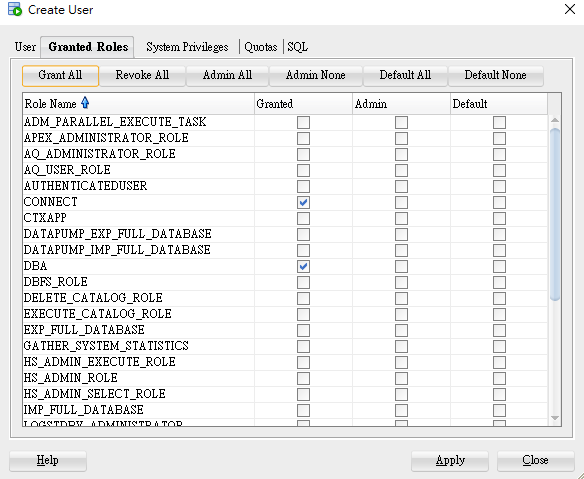 Create User
User Granted Roles System Privileges Quotas SQL
Grant All Revoke All Admin All Admin None Default All Default None
Role Name Granted Admin Default
ADM_PARALLEL_EXECUTE_TASK
APEX_ADMINISTRATOR_ROLE
AQ_ADMINISTRATOR_ROLE
AQ_USER_ROLE
AUTHENTICATEDUSER
CONNECT
CTXAPP
DATAPUMP_EXP_FULL_DATABASE
DATAPUMP_IMP_FULL_DATABASE
DBA
DBFS_ROLE
DELETE_CATALOG_ROLE
EXECUTE_CATALOG_ROLE
EXP_FULL_DATABASE
GATHER_SYSTEM_STATISTICS
HS_ADMIN_EXECUTE_ROLE
HS_ADMIN_ROLE
HS_ADMIN_SELECT_ROLE
IMP_FULL_DATABASE
LOGSTDBY_ADMINISTRATOR
Help Apply Close